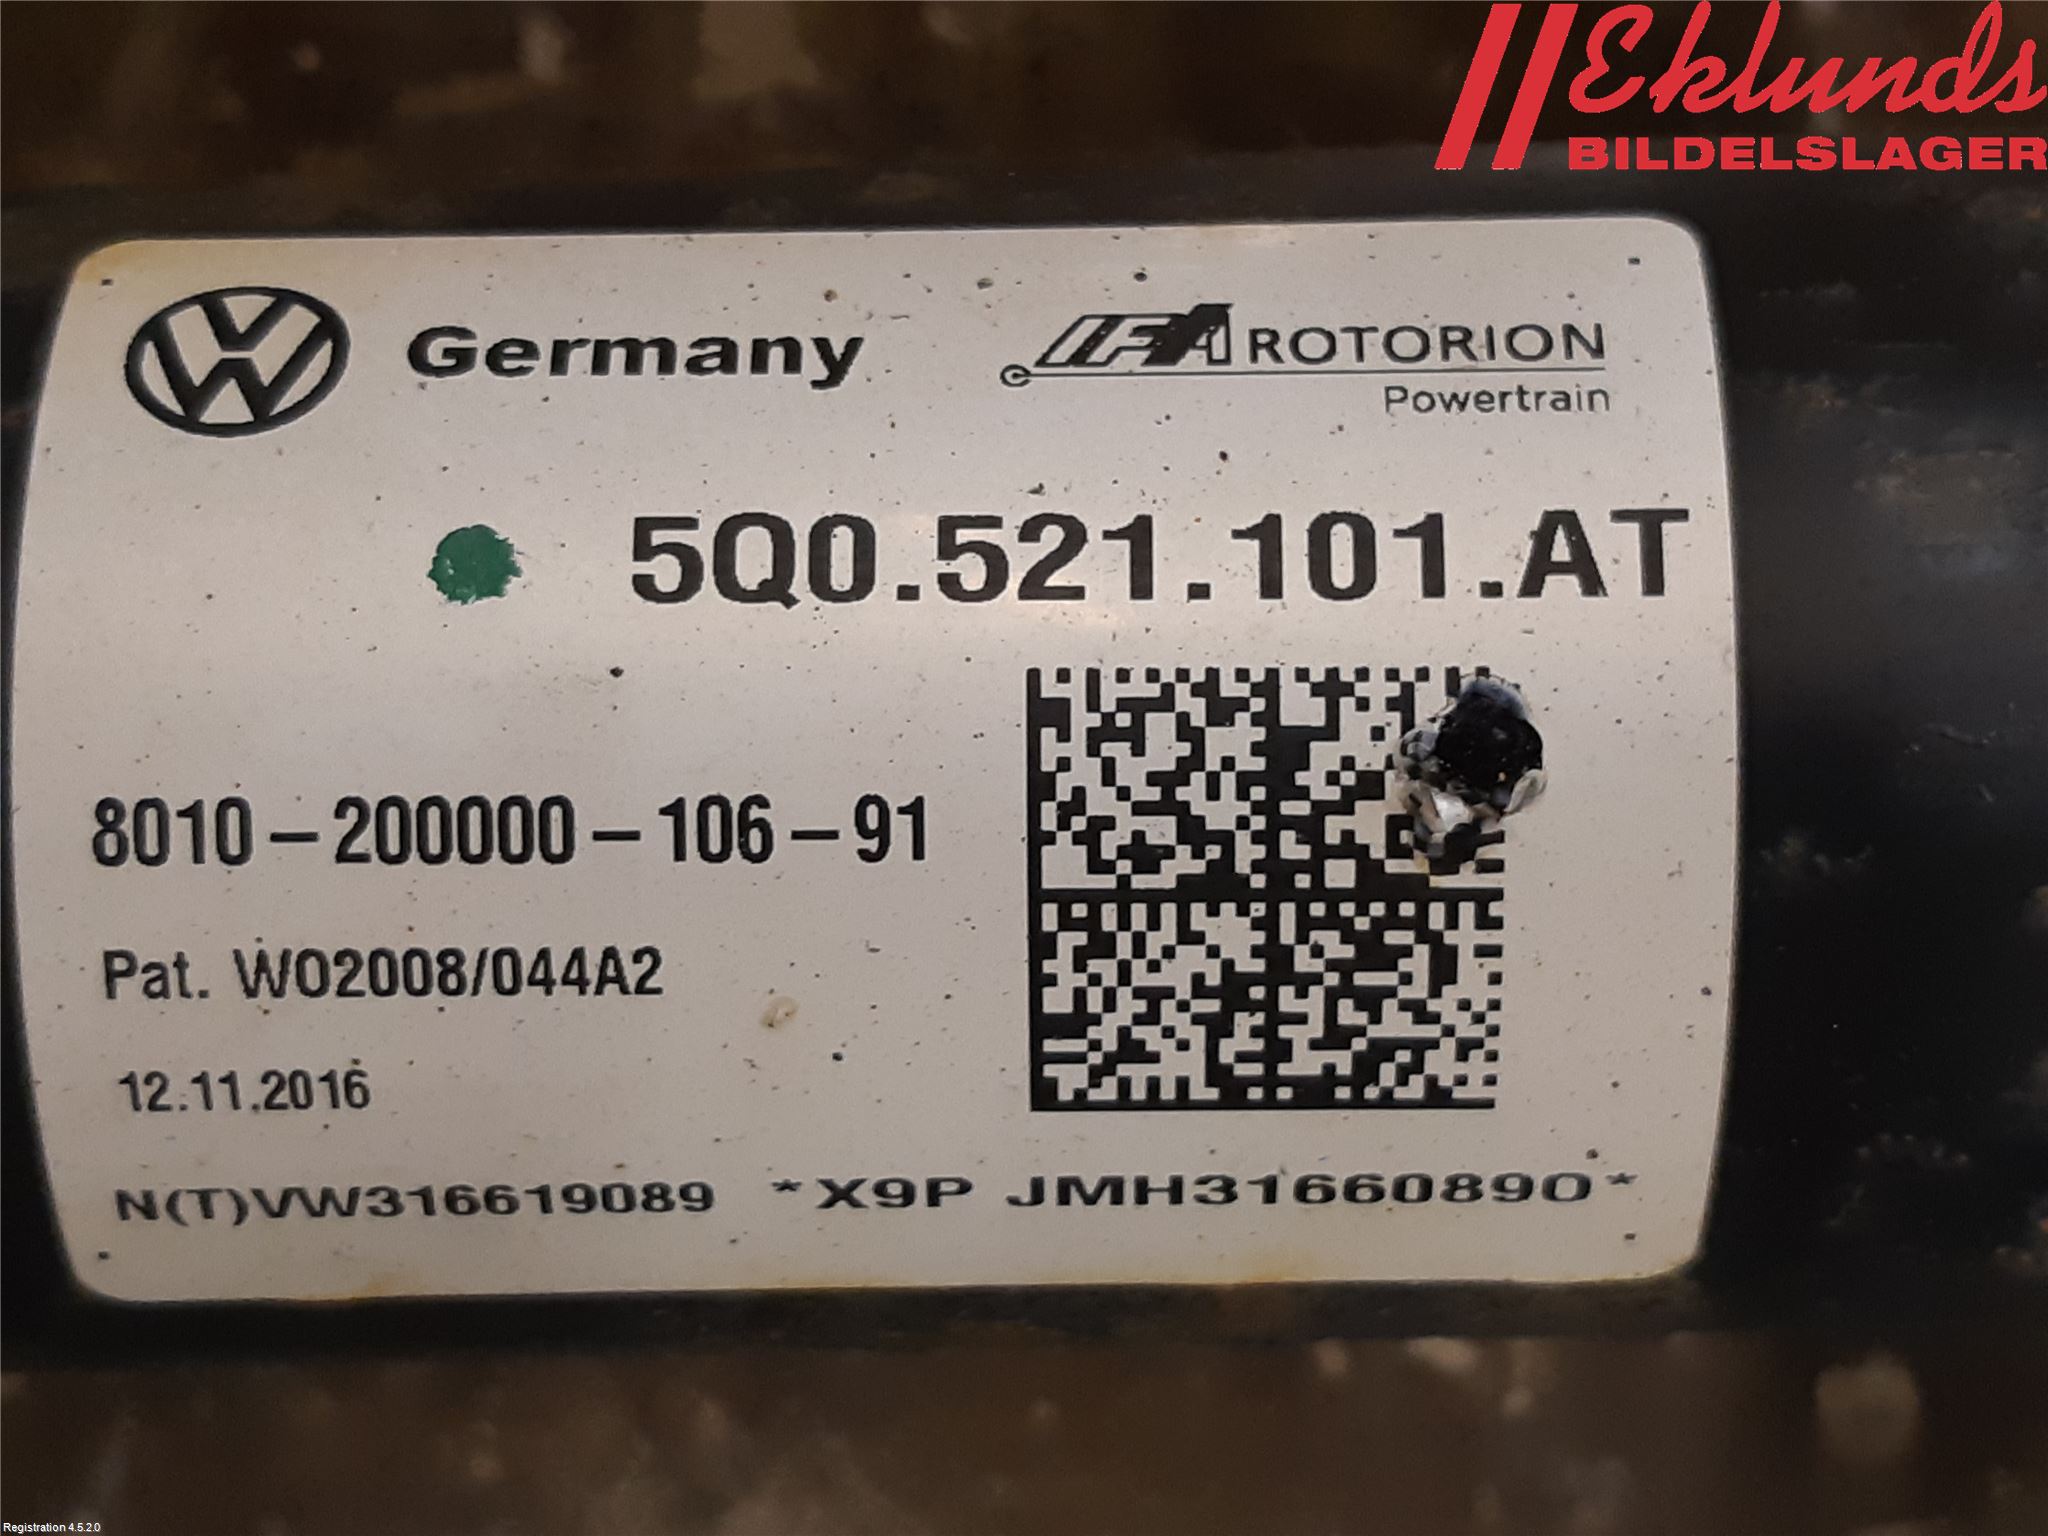 Eklunds
BILDELSLAGER
Germany
IFA ROTORION
Powertrain
5Q0.521.101.AT
8010-200000-106-91
Pat. WO2008/044A2
12.11.2016
N(T)VW316619089 *X9P JMH31660890*
Registration 4.5.2.0